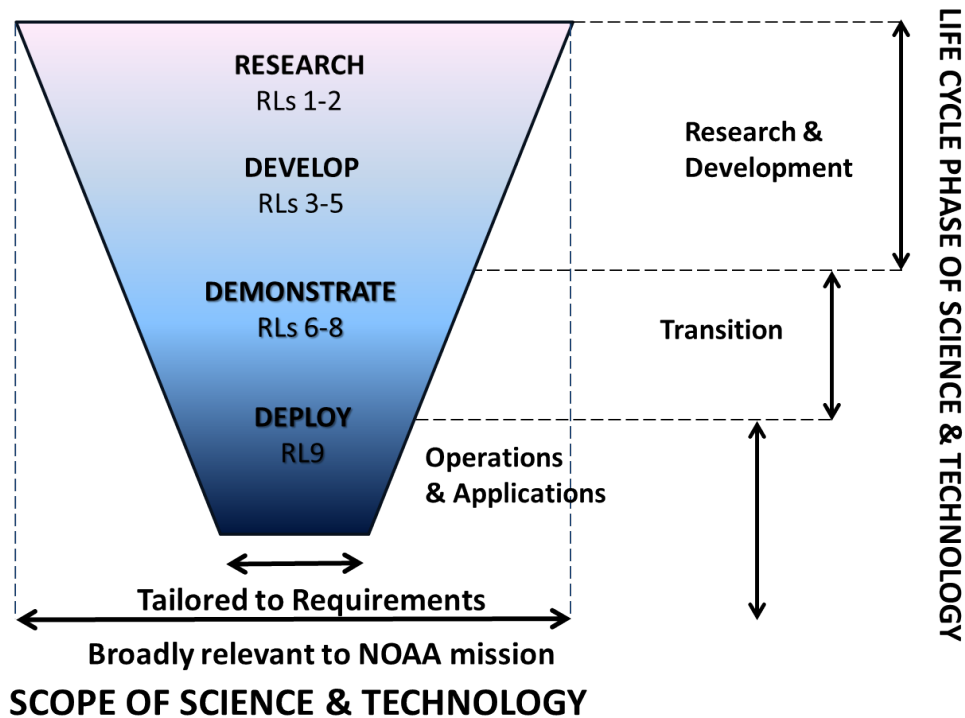 RESEARCH
RLs 1-2
DEVELOP
RLs 3-5
DEMONSTRATE
RLs 6-8
DEPLOY
RL9
Research &
Development
Transition
Operations
& Applications
Tailored to Requirements
Broadly relevant to NOAA mission
SCOPE OF SCIENCE & TECHNOLOGY
LIFE CYCLE PHASE OF SCIENCE & TECHNOLOGY